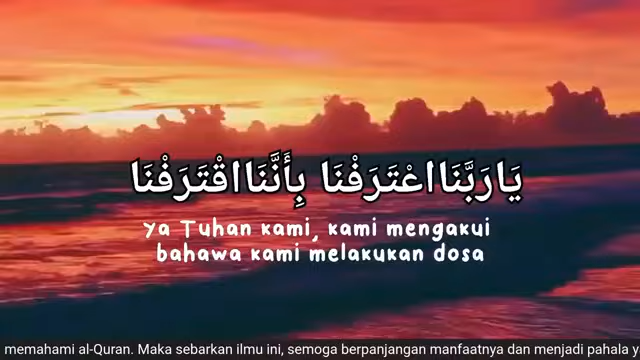 يَارَبَّنَااعْتَرَفْنَا بِأَنَّنَااقْتَرَفْنَا
Ya Tuhan kami, kami mengakui
bahawa kami melakukan dosa
memahami al-Quran. Maka sebarkan ilmu ini, semoga berpanjangan manfaatnya dan menjadi pahala y